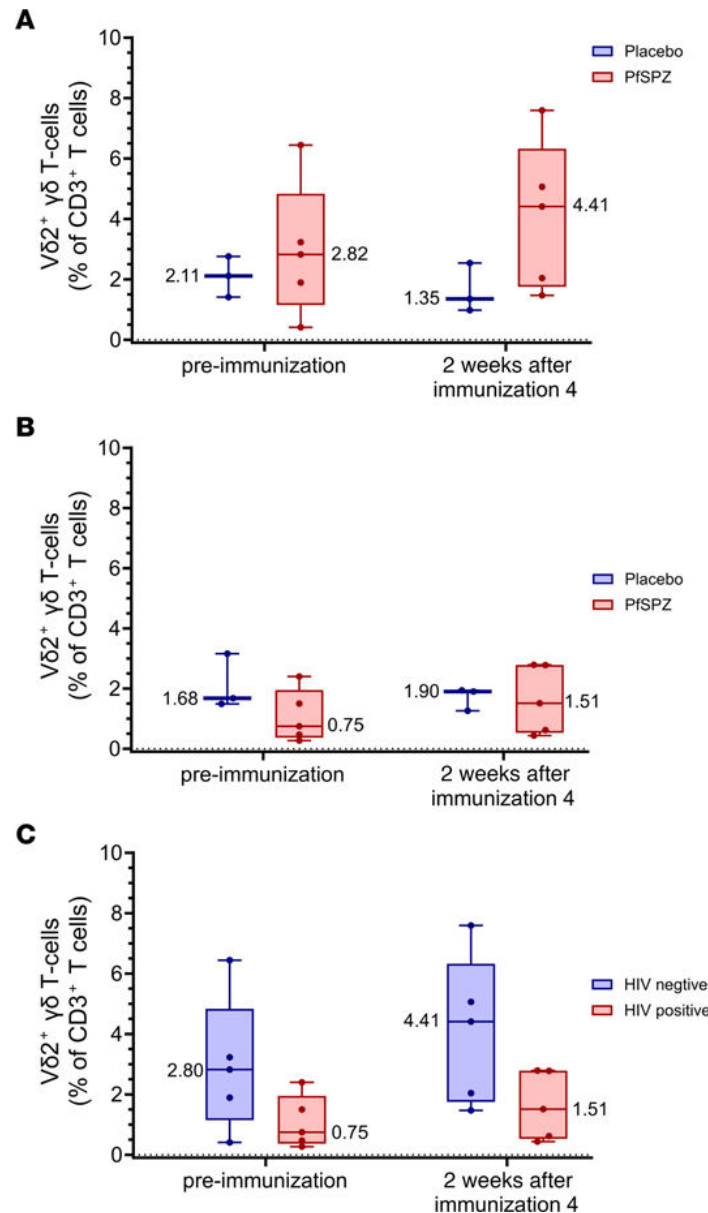 A
Vδ2⁺ γδ T-cells
(% of CD3⁺ T cells)
10
8
6
4
2
0
Placebo
PfSPZ
2.11
2.82
1.35
4.41
pre-immunization
2 weeks after
immunization 4
B
Vδ2⁺ γδ T-cells
(% of CD3⁺ T cells)
10
8
6
4
2
0
Placebo
PfSPZ
1.68
0.75
1.90
1.51
pre-immunization
2 weeks after
immunization 4
C
Vδ2⁺ γδ T-cells
(% of CD3⁺ T cells)
10
8
6
4
2
0
HIV negtive
HIV positive
2.80
0.75
4.41
1.51
pre-immunization
2 weeks after
immunization 4